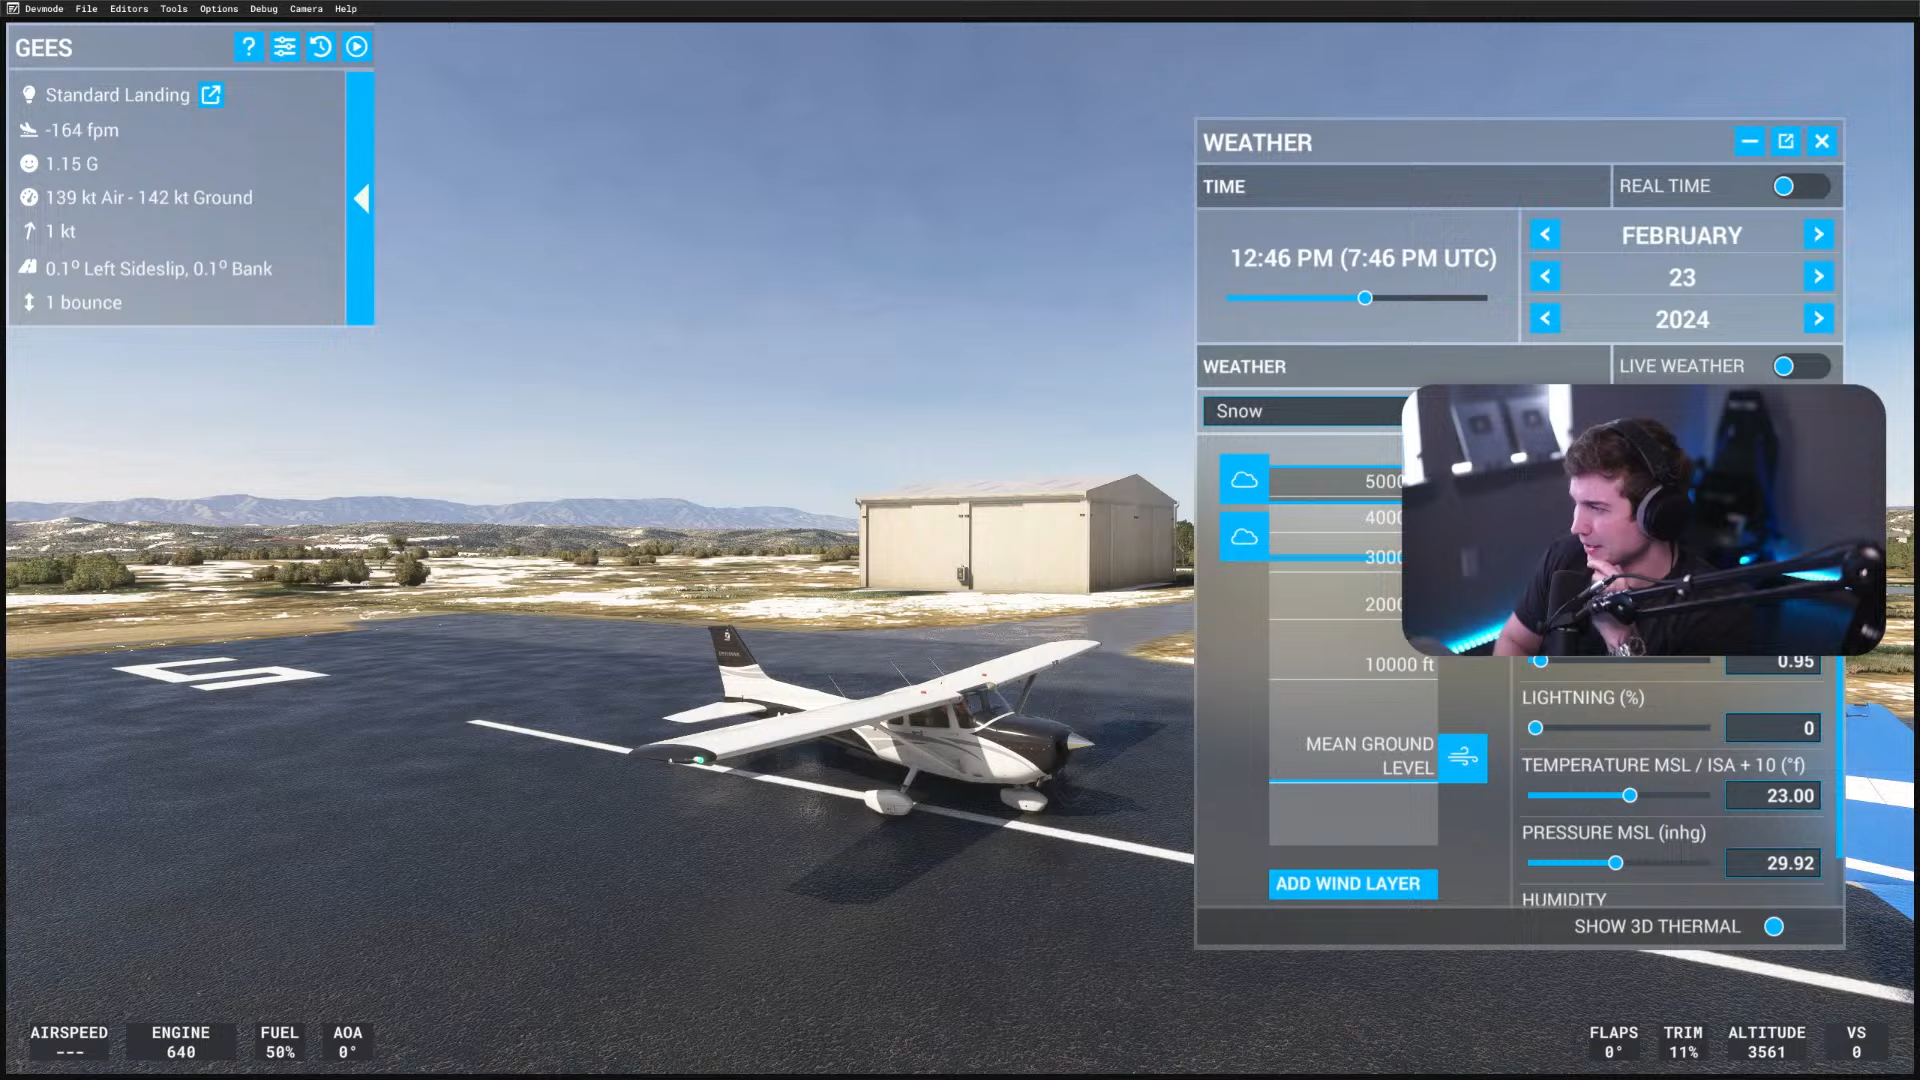 Devmode File Editors Tools Options Debug Camera Help
GEES
?
Standard Landing
-164 fpm
1.15 G
139 kt Air - 142 kt Ground
1 kt
0.1º Left Sideslip, 0.1º Bank
1 bounce
WEATHER
TIME
REAL TIME
12:46 PM (7:46 PM UTC)
FEBRUARY
23
2024
WEATHER
LIVE WEATHER
Snow
10000 ft
MEAN GROUND
LEVEL
ADD WIND LAYER
0.95
LIGHTNING (%)
0
TEMPERATURE MSL / ISA + 10 (°f)
23.00
PRESSURE MSL (inhg)
29.92
HUMIDITY
SHOW 3D THERMAL
5
AIRSPEED
---
ENGINE
640
FUEL
50%
AOA
0°
FLAPS
0°
TRIM
11%
ALTITUDE
3561
VS
0